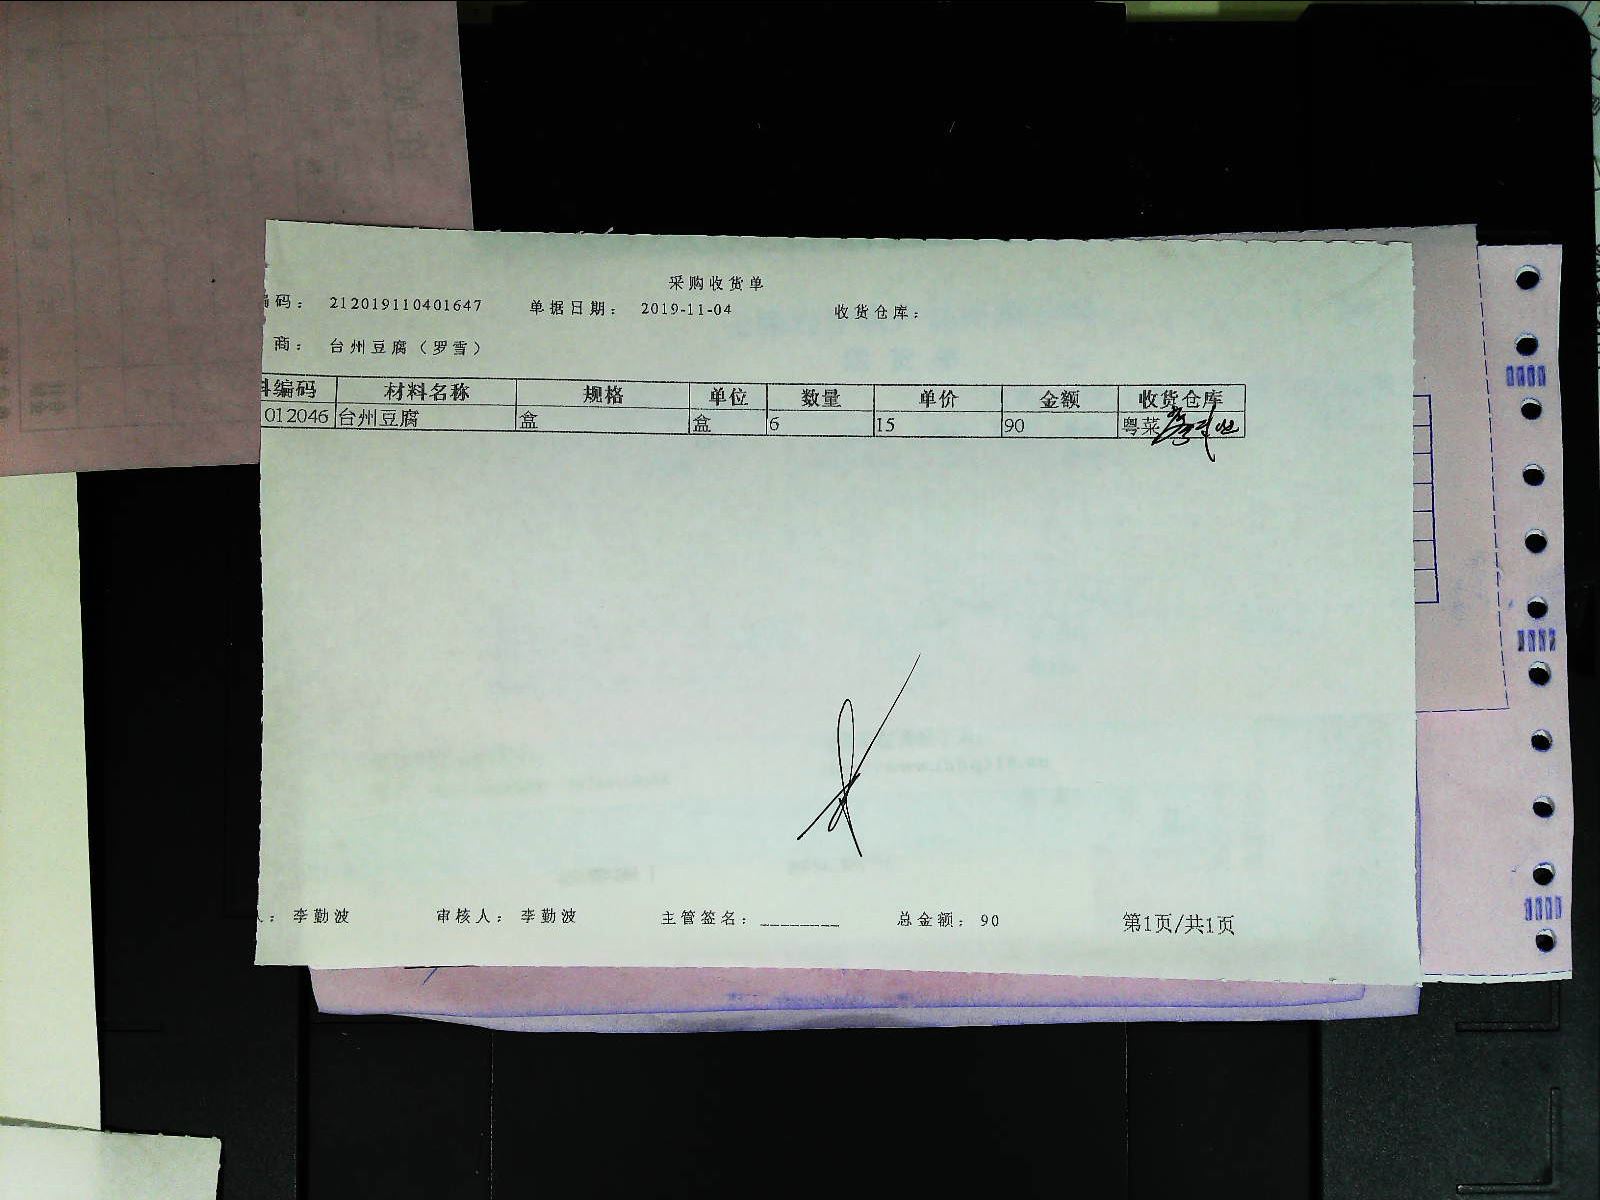 采购收货单
编码： 212019110401647 单据日期： 2019-11-04 收货仓库：
商： 台州豆腐（罗雪）
料编码 材料名称 规格 单位 数量 单价 金额 收货仓库
012046 台州豆腐 盒 盒 6 15 90 粤菜
人： 李勤波 审核人： 李勤波 主管签名：________ 总金额： 90 第1页/共1页